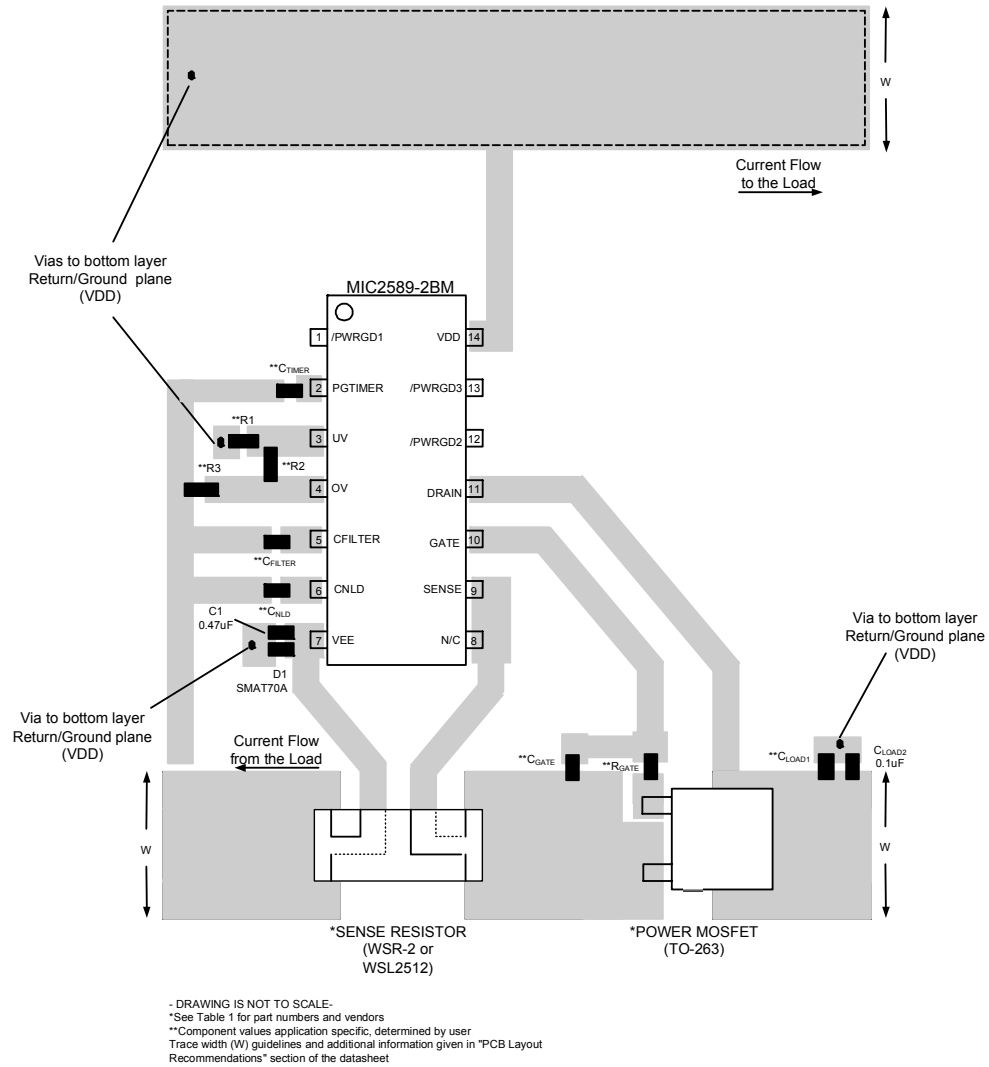 W
Current Flow
to the Load
Vias to bottom layer
Return/Ground plane
(VDD)
MIC2589-2BM
1 /PWRGD1
VDD 14
**CTIMER
2 PGTIMER
/PWRGD3 13
**R1
3 UV
/PWRGD2 12
**R2
**R3
4 OV
DRAIN 11
5 CFILTER
GATE 10
**CFILTER
6 CNLD
SENSE 9
**CNLD
C1
0.47uF
7 VEE
N/C 8
D1
SMAT70A
Via to bottom layer
Return/Ground plane
(VDD)
Via to bottom layer
Return/Ground plane
(VDD)
Current Flow
from the Load
**CGATE
**RGATE
**CLOAD1
CLOAD2
0.1uF
W
W
*SENSE RESISTOR
(WSR-2 or
WSL2512)
*POWER MOSFET
(TO-263)
- DRAWING IS NOT TO SCALE-
*See Table 1 for part numbers and vendors
**Component values application specific, determined by user
Trace width (W) guidelines and additional information given in "PCB Layout
Recommendations" section of the datasheet